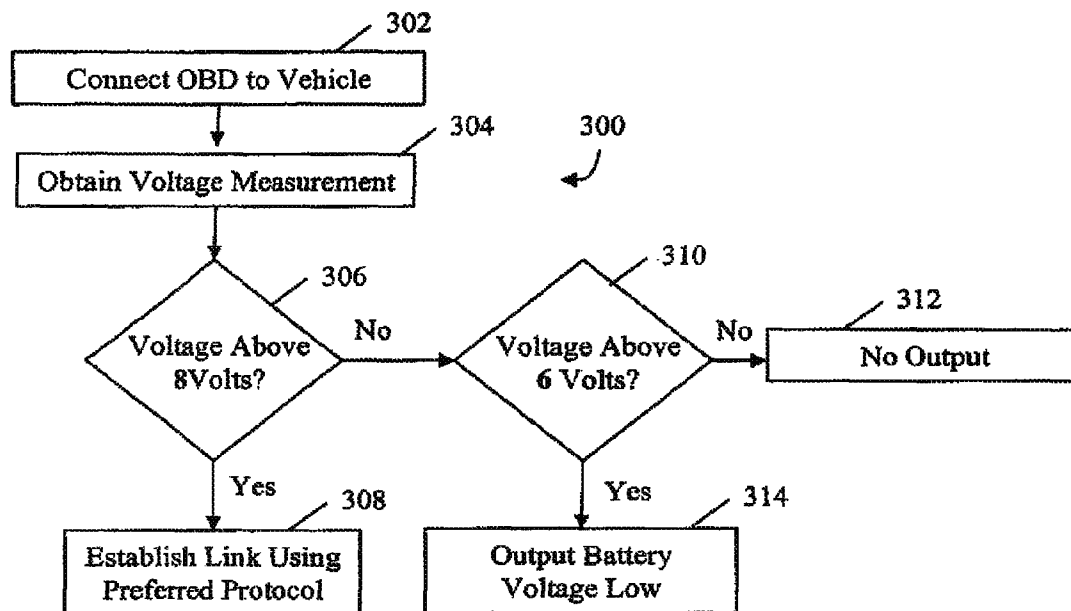 302
Connect OBD to Vehicle
304
300
Obtain Voltage Measurement
306
310
312
Voltage Above
8Volts?
No
Voltage Above
6 Volts?
No
No Output
Yes
308
Yes
314
Establish Link Using
Preferred Protocol
Output Battery
Voltage Low